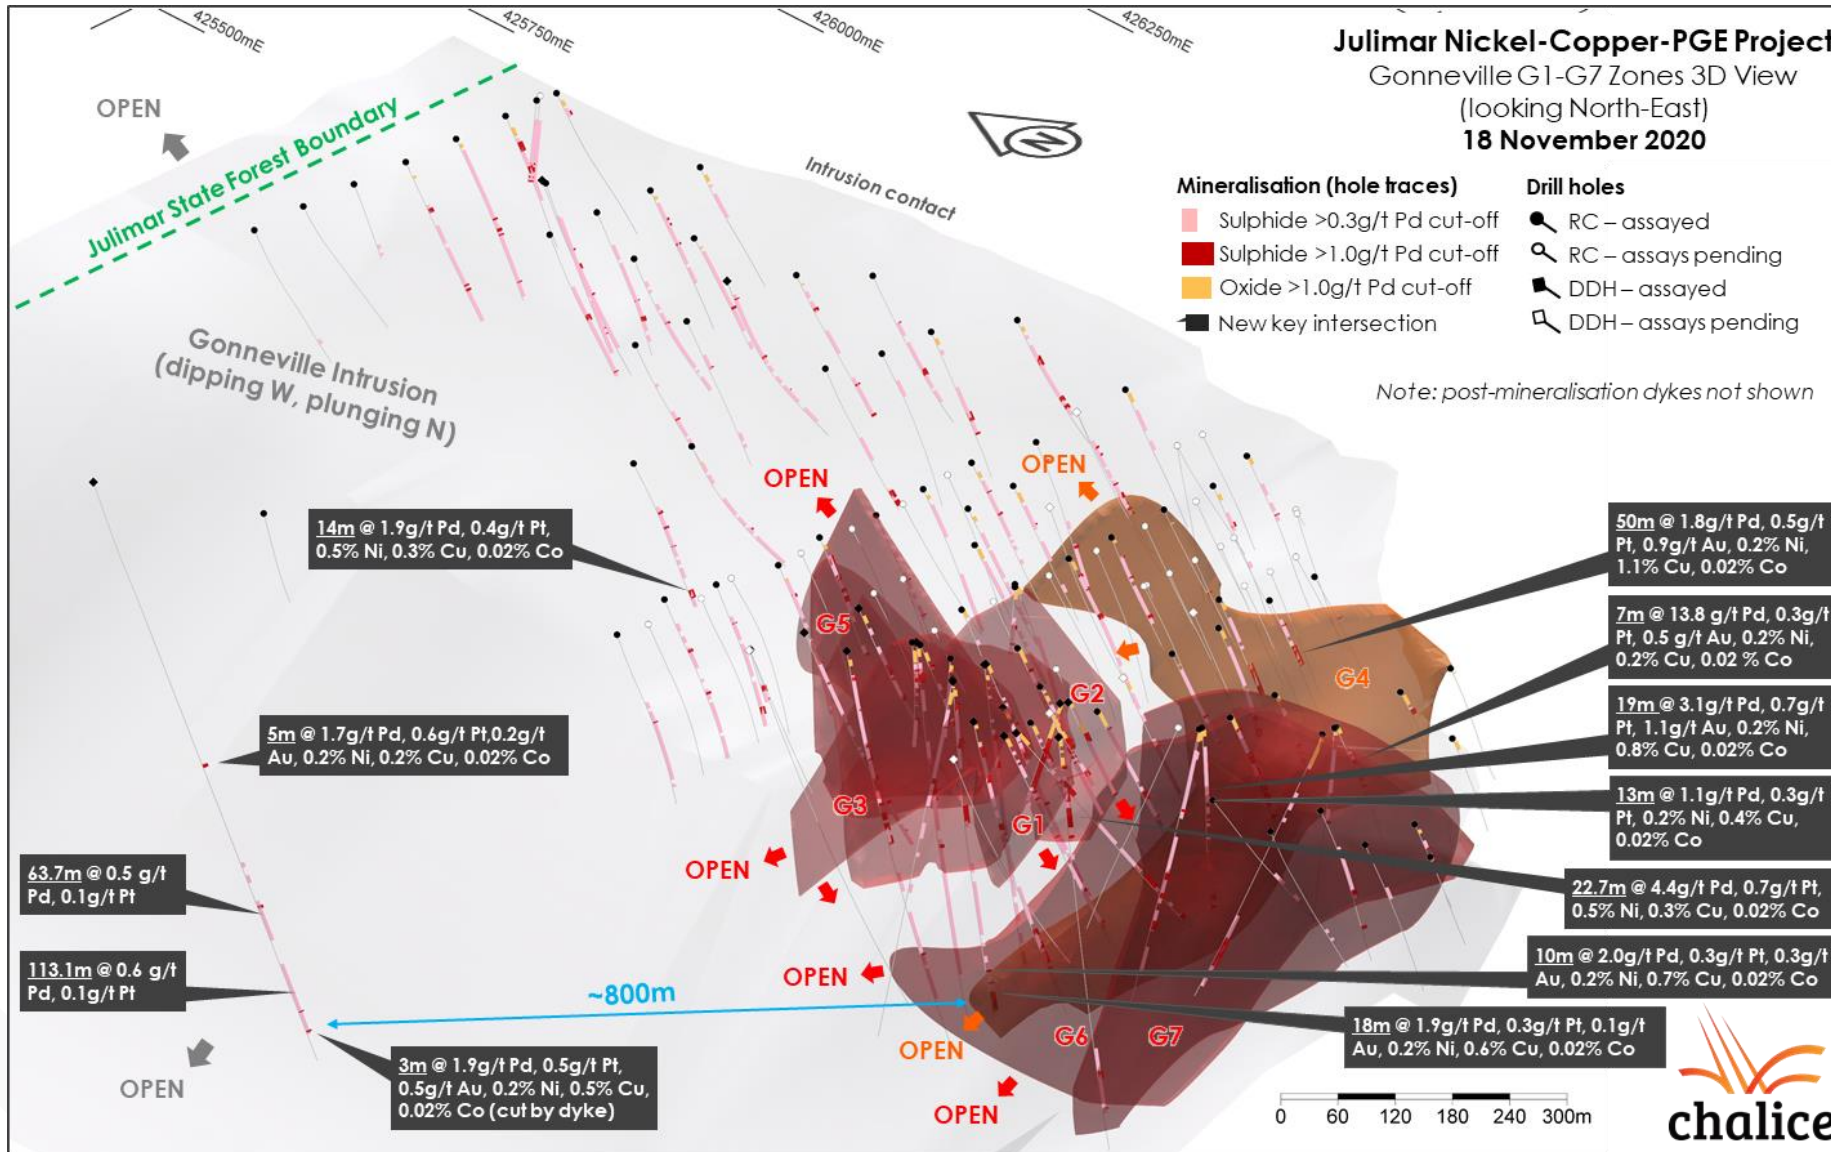 425500mE
425750mE
426000mE
426250mE
Julimar Nickel-Copper-PGE Project
Gonneville G1-G7 Zones 3D View
(looking North-East)
18 November 2020
OPEN
Julimar State Forest Boundary
N
Intrusion contact
Mineralisation (hole traces)
Sulphide >0.3g/t Pd cut-off
Sulphide >1.0g/t Pd cut-off
Oxide >1.0g/t Pd cut-off
New key intersection
Drill holes
RC – assayed
RC – assays pending
DDH – assayed
DDH – assays pending
Note: post-mineralisation dykes not shown
Gonneville Intrusion
(dipping W, plunging N)
OPEN
OPEN
14m @ 1.9g/t Pd, 0.4g/t Pt,
0.5% Ni, 0.3% Cu, 0.02% Co
50m @ 1.8g/t Pd, 0.5g/t
Pt, 0.9g/t Au, 0.2% Ni,
1.1% Cu, 0.02% Co
7m @ 13.8 g/t Pd, 0.3g/t
Pt, 0.5 g/t Au, 0.2% Ni,
0.2% Cu, 0.02 % Co
G5
G4
G2
19m @ 3.1g/t Pd, 0.7g/t
Pt, 1.1g/t Au, 0.2% Ni,
0.8% Cu, 0.02% Co
5m @ 1.7g/t Pd, 0.6g/t Pt,0.2g/t
Au, 0.2% Ni, 0.2% Cu, 0.02% Co
13m @ 1.1g/t Pd, 0.3g/t
Pt, 0.2% Ni, 0.4% Cu,
0.02% Co
G3
G1
OPEN
63.7m @ 0.5 g/t
Pd, 0.1g/t Pt
22.7m @ 4.4g/t Pd, 0.7g/t Pt,
0.5% Ni, 0.3% Cu, 0.02% Co
113.1m @ 0.6 g/t
Pd, 0.1g/t Pt
OPEN
~800m
10m @ 2.0g/t Pd, 0.3g/t Pt, 0.3g/t
Au, 0.2% Ni, 0.7% Cu, 0.02% Co
18m @ 1.9g/t Pd, 0.3g/t Pt, 0.1g/t
Au, 0.2% Ni, 0.6% Cu, 0.02% Co
OPEN
G6
G7
OPEN
3m @ 1.9g/t Pd, 0.5g/t Pt,
0.5g/t Au, 0.2% Ni, 0.5% Cu,
0.02% Co (cut by dyke)
OPEN
0 60 120 180 240 300m
chalice